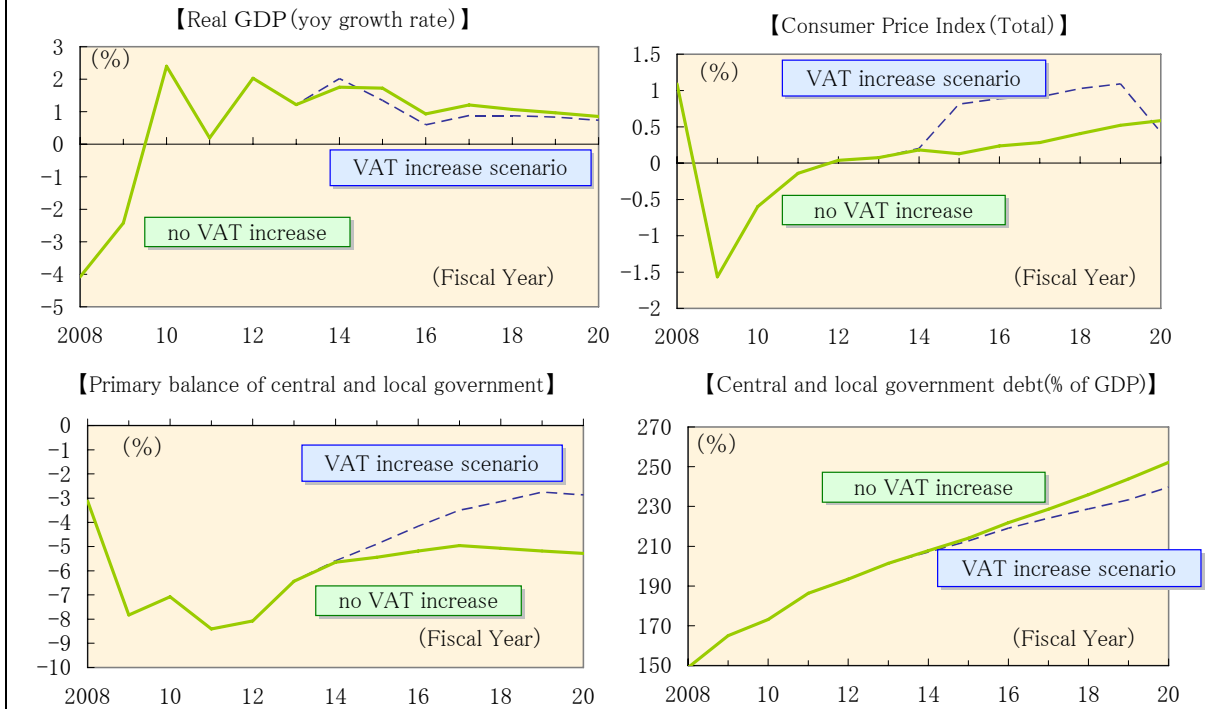 【Real GDP(yoy growth rate)】
(%)
3
2
1
0
-1
-2
-3
-4
-5
VAT increase scenario
no VAT increase
(Fiscal Year)
2008 10 12 14 16 18 20
【Consumer Price Index(Total)】
(%)
1.5
1
0.5
0
-0.5
-1
-1.5
-2
VAT increase scenario
no VAT increase
(Fiscal Year)
2008 10 12 14 16 18 20
【Primary balance of central and local government】
(%)
0
-1
-2
-3
-4
-5
-6
-7
-8
-9
-10
VAT increase scenario
no VAT increase
(Fiscal Year)
2008 10 12 14 16 18 20
【Central and local government debt(% of GDP)】
(%)
270
250
230
210
190
170
150
no VAT increase
VAT increase scenario
(Fiscal Year)
2008 10 12 14 16 18 20